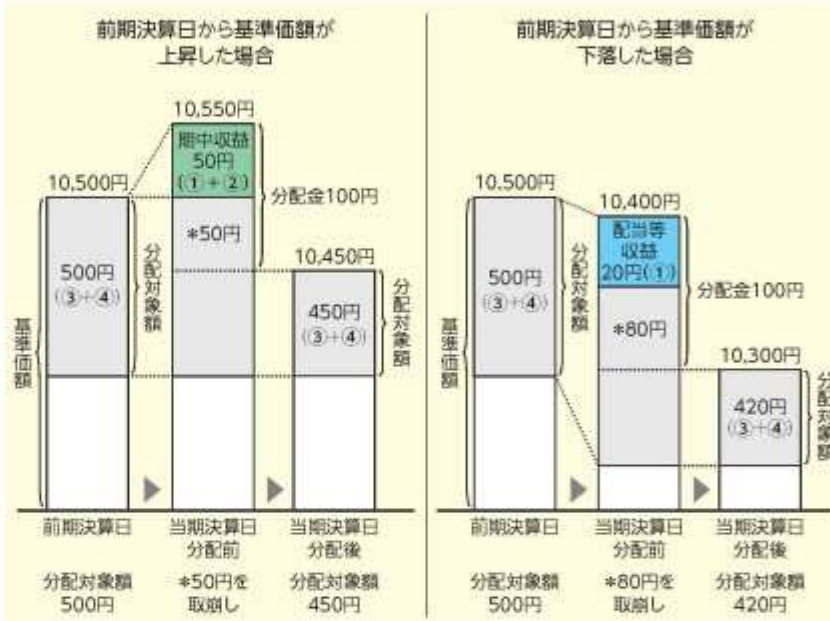 前期決算日から基準価額が
上昇した場合
10,550円
期中収益
50円
(①+②)
10,500円
分配金100円
*50円
10,450円
500円
(③+④)
分配対象額
450円
(③+④)
分配対象額
基準価額
前期決算日
当期決算日
分配前
当期決算日
分配後
分配対象額
500円
*50円を
取崩し
分配対象額
450円
前期決算日から基準価額が
下落した場合
10,500円
10,400円
配当等
収益
20円(①)
500円
(③+④)
分配対象額
分配金100円
*80円
10,300円
基準価額
420円
(③+④)
分配対象額
前期決算日
当期決算日
分配前
当期決算日
分配後
分配対象額
500円
*80円を
取崩し
分配対象額
420円